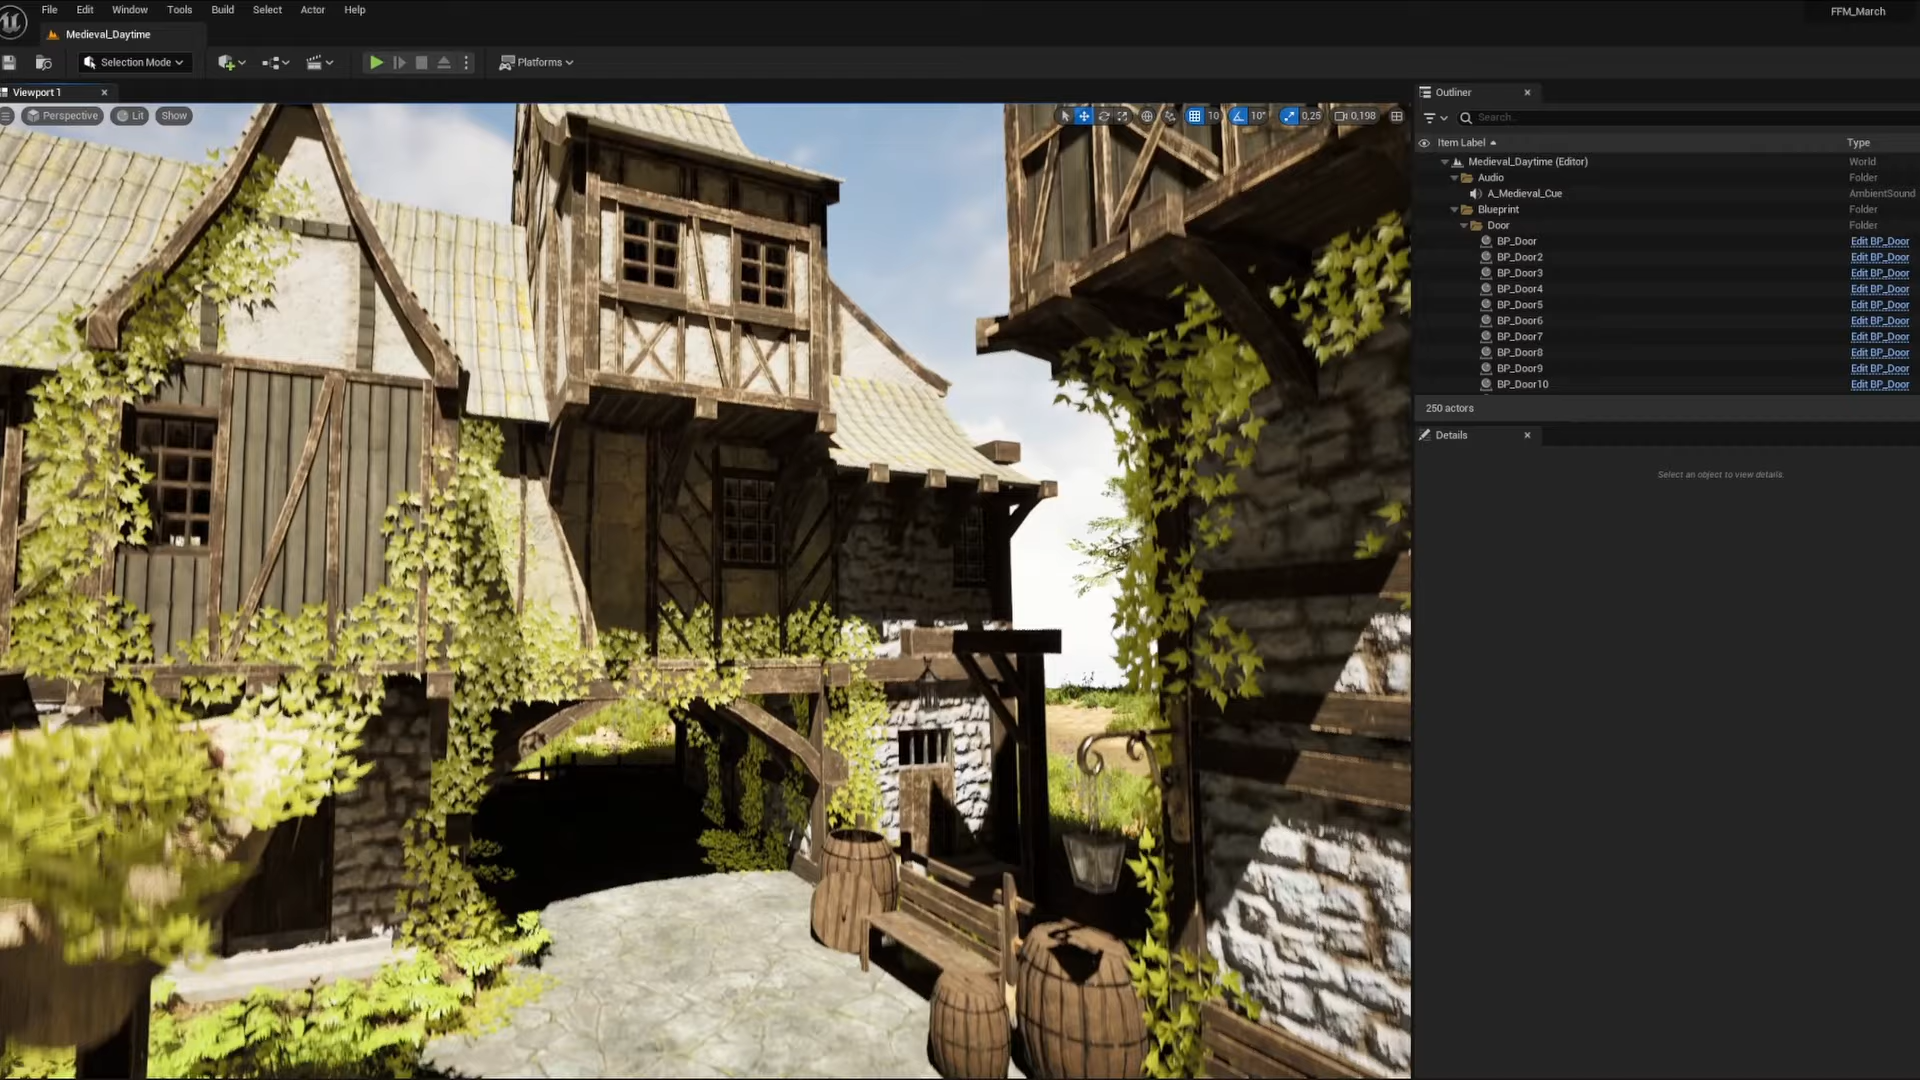 File Edit Window Tools Build Select Actor Help
FFM_March
Medieval_Daytime
Selection Mode
Platforms
Viewport 1
Outliner
Perspective Lit Show
10 10° 0,25 0,198
Search...
Item Label Type
Medieval_Daytime (Editor) World
Audio Folder
A_Medieval_Cue AmbientSound
Blueprint Folder
Door Folder
BP_Door Edit BP_Door
BP_Door2 Edit BP_Door
BP_Door3 Edit BP_Door
BP_Door4 Edit BP_Door
BP_Door5 Edit BP_Door
BP_Door6 Edit BP_Door
BP_Door7 Edit BP_Door
BP_Door8 Edit BP_Door
BP_Door9 Edit BP_Door
BP_Door10 Edit BP_Door
250 actors
Details
Select an object to view details.